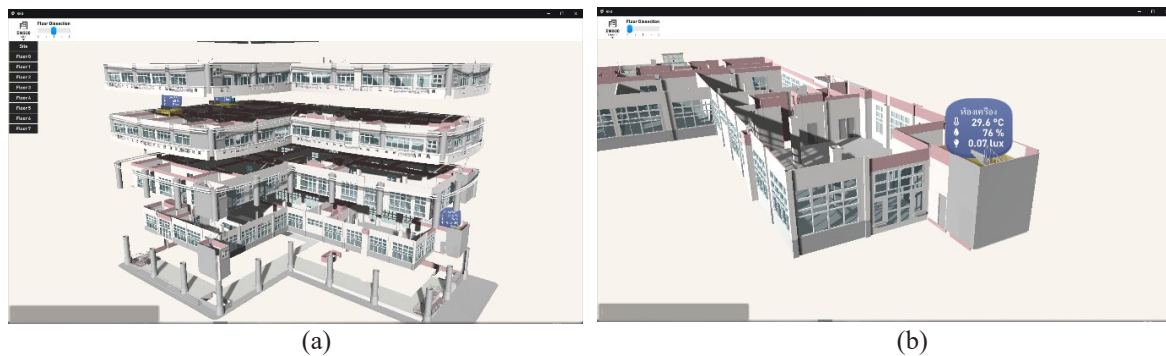 Floor Dissection
Site
Floor 0
Floor 1
Floor 2
Floor 3
Floor 4
Floor 5
Floor 6
Floor 7
(a)
Floor Dissection
ห้องเครื่อง
29.6 °C
76 %
0.07 lux
(b)